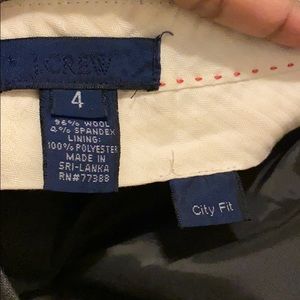 J.CREW
4
96% WOOL
4% SPANDEX
LINING:
100% POLYESTER
MADE IN
SRI-LANKA
RN#77388
City Fit